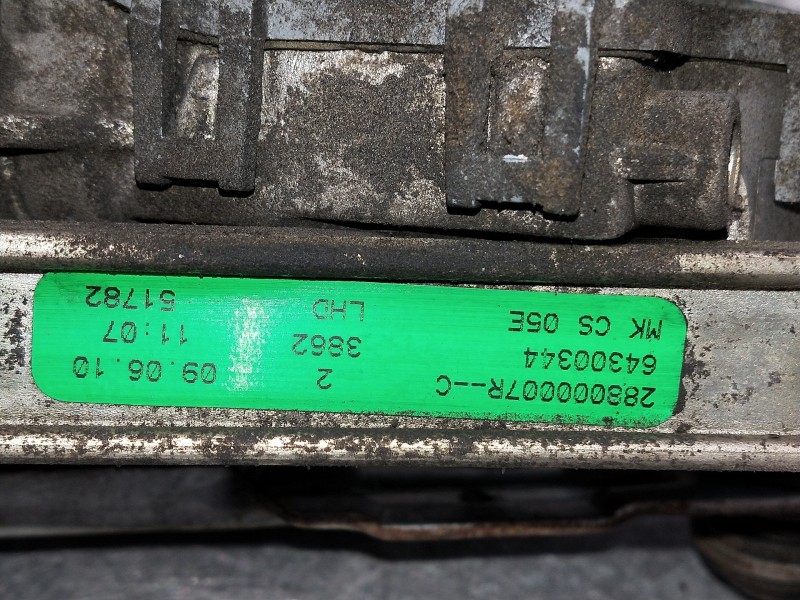 288000007R--C 2 09.06.10
64300344 3862 11:07
MK CS 05E LHD 51782